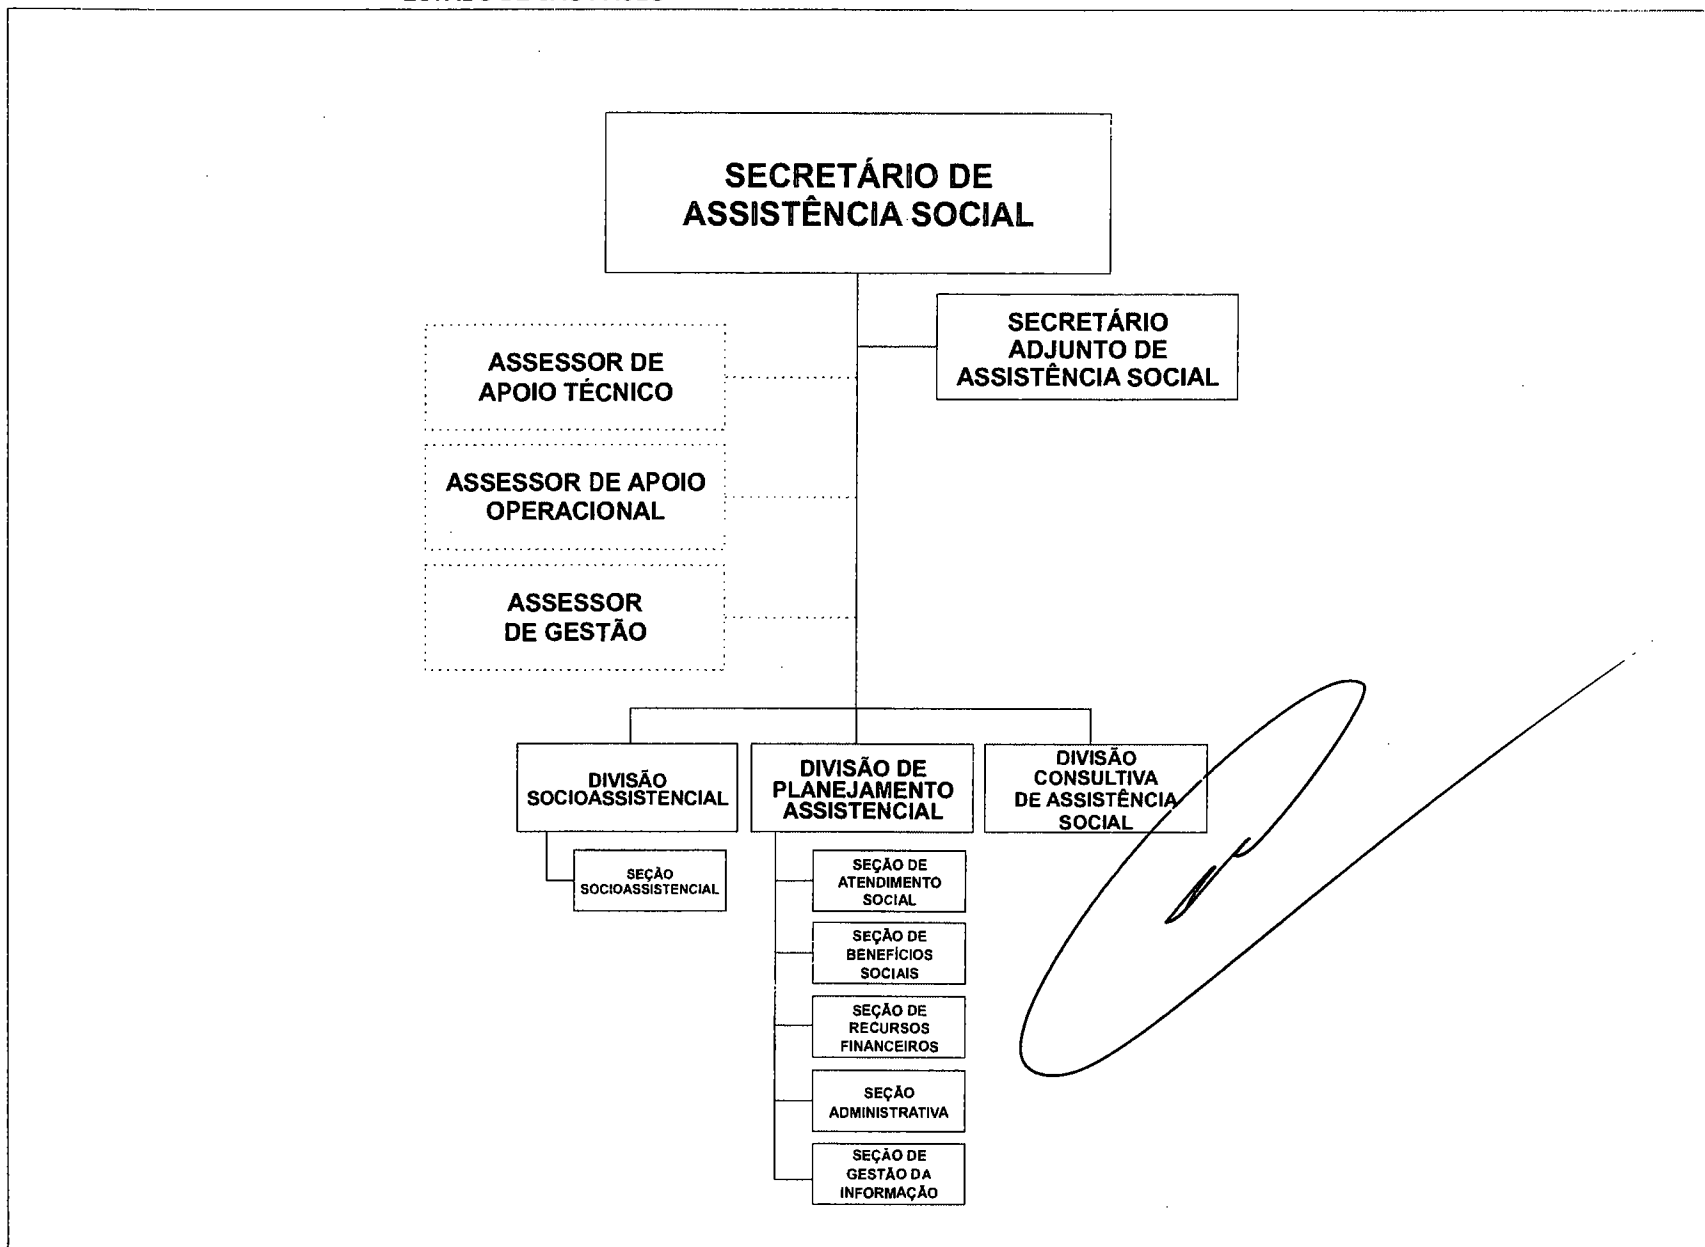 SECRETÁRIO DE
ASSISTÊNCIA SOCIAL
SECRETÁRIO
ADJUNTO DE
ASSISTÊNCIA SOCIAL
ASSESSOR DE
APOIO TÉCNICO
ASSESSOR DE APOIO
OPERACIONAL
ASSESSOR
DE GESTÃO
DIVISÃO
SOCIOASSISTENCIAL
DIVISÃO DE
PLANEJAMENTO
ASSISTENCIAL
DIVISÃO
CONSULTIVA
DE ASSISTÊNCIA
SOCIAL
SEÇÃO
SOCIOASSISTENCIAL
SEÇÃO DE
ATENDIMENTO
SOCIAL
SEÇÃO DE
BENEFÍCIOS
SOCIAIS
SEÇÃO DE
RECURSOS
FINANCEIROS
SEÇÃO
ADMINISTRATIVA
SEÇÃO DE
GESTÃO DA
INFORMAÇÃO